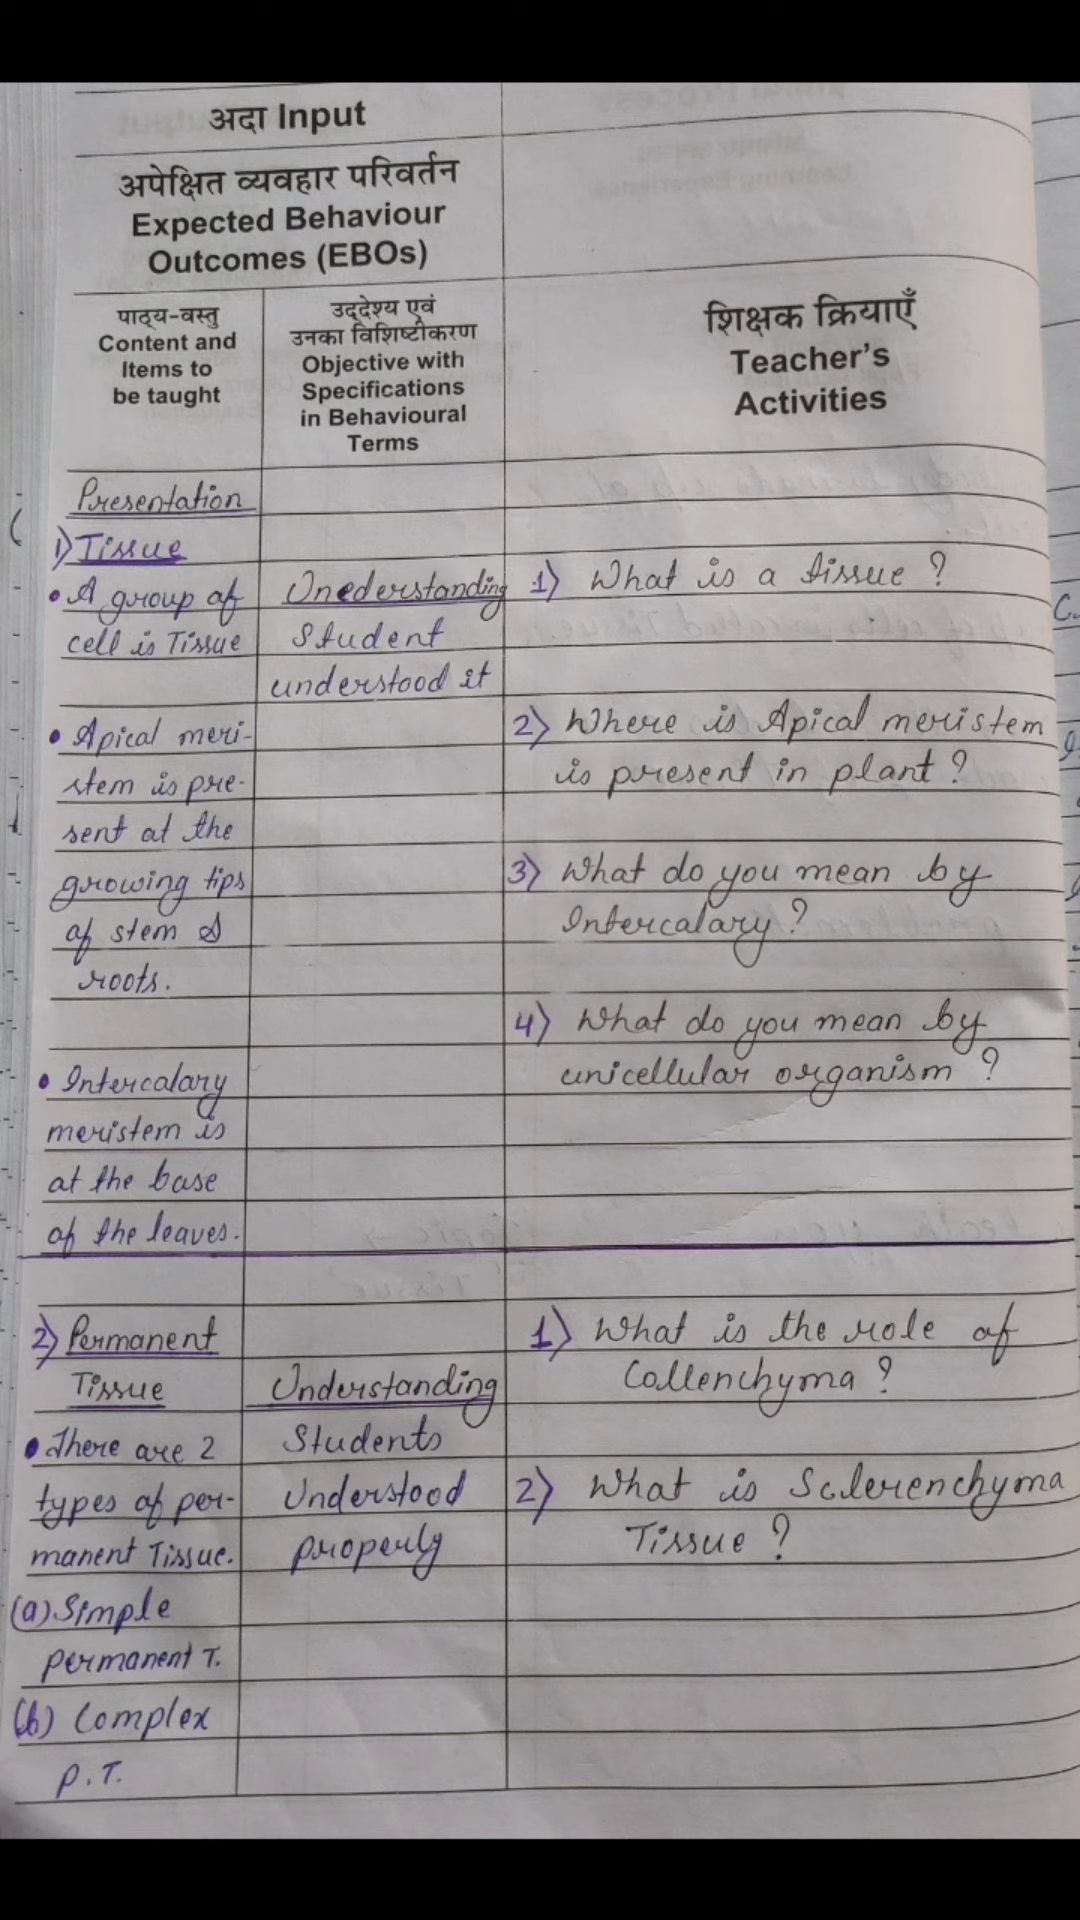 अदा Input
अपेक्षित व्यवहार परिवर्तन
Expected Behaviour
Outcomes (EBOs)
पाठ्य-वस्तु
Content and
Items to
be taught
उद्देश्य एवं
उनका विशिष्टीकरण
Objective with
Specifications
in Behavioural
Terms
शिक्षक क्रियाएँ
Teacher's
Activities
Presentation
1) Tissue
• A group of
cell is Tissue
• Apical meri-
stem is pre-
sent at the
growing tips
of stem &
roots.
• Intercalary
meristem is
at the base
of the leaves.
Unederstanding
Student
understood it
1) What is a tissue ?
2) Where is Apical meristem
is present in plant ?
3) What do you mean by
Intercalary ?
4) What do you mean by
unicellular organism ?
2) Permanent
Tissue
• There are 2
types of per-
manent Tissue.
(a) Simple
permanent T.
(b) Complex
P.T.
Understanding
Students
Understood
properly
1) What is the role of
Collenchyma ?
2) What is Sclerenchyma
Tissue ?